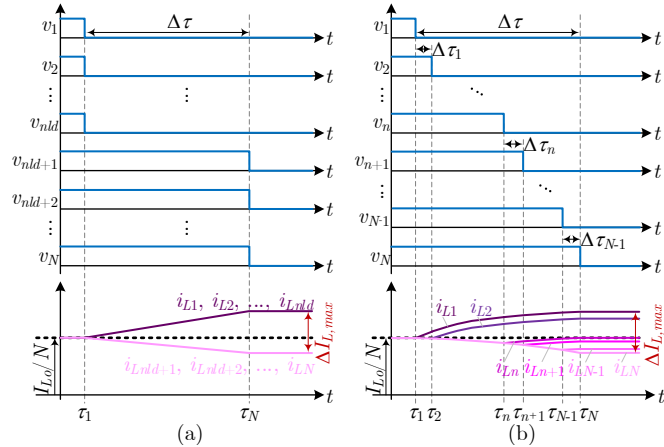 v1
Δτ
t
v2
t
⋮ ⋮
vnld
t
vnld+1
t
vnld+2
t
⋮ ⋮
vN
t
iL1, iL2, ..., iLnld
ΔIL,max
iLnld+1, iLnld+2, ..., iLN
ILo/N
t
τ1 τN
(a)
v1
Δτ
t
Δτ1
v2
t
⋮ ⋱
vn
t
Δτn
vn+1
t
⋮ ⋱
vN-1
t
ΔτN-1
vN
t
iL1 iL2
ΔIL,max
iLn iLn+1 iLN-1 iLN
ILo/N
t
τ1 τ2 τn τn+1 τN-1 τN
(b)